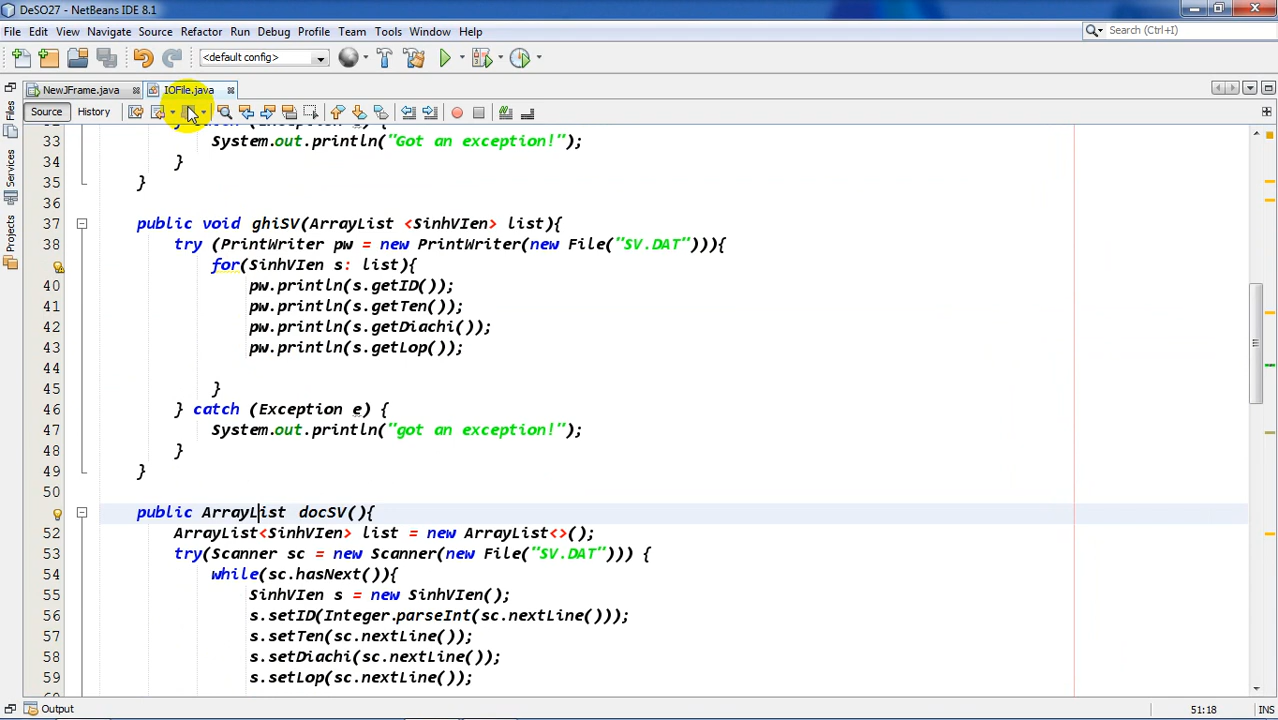 DeSO27 - NetBeans IDE 8.1
File Edit View Navigate Source Refactor Run Debug Profile Team Tools Window Help
Search (Ctrl+I)
<default config>
NewJFrame.java IOFile.java
Source History
Files
Services
Projects
33 System.out.println("Got an exception!");
34 }
35 }
36
37 public void ghiSV(ArrayList <SinhVIen> list){
38 try (PrintWriter pw = new PrintWriter(new File("SV.DAT"))){
for(SinhVIen s: list){
40 pw.println(s.getID());
41 pw.println(s.getTen());
42 pw.println(s.getDiachi());
43 pw.println(s.getLop());
44
45 }
46 } catch (Exception e) {
47 System.out.println("got an exception!");
48 }
49 }
50
public ArrayList docSV(){
52 ArrayList<SinhVIen> list = new ArrayList<>();
53 try(Scanner sc = new Scanner(new File("SV.DAT"))) {
54 while(sc.hasNext()){
55 SinhVIen s = new SinhVIen();
56 s.setID(Integer.parseInt(sc.nextLine()));
57 s.setTen(sc.nextLine());
58 s.setDiachi(sc.nextLine());
59 s.setLop(sc.nextLine());
Output 51:18 INS